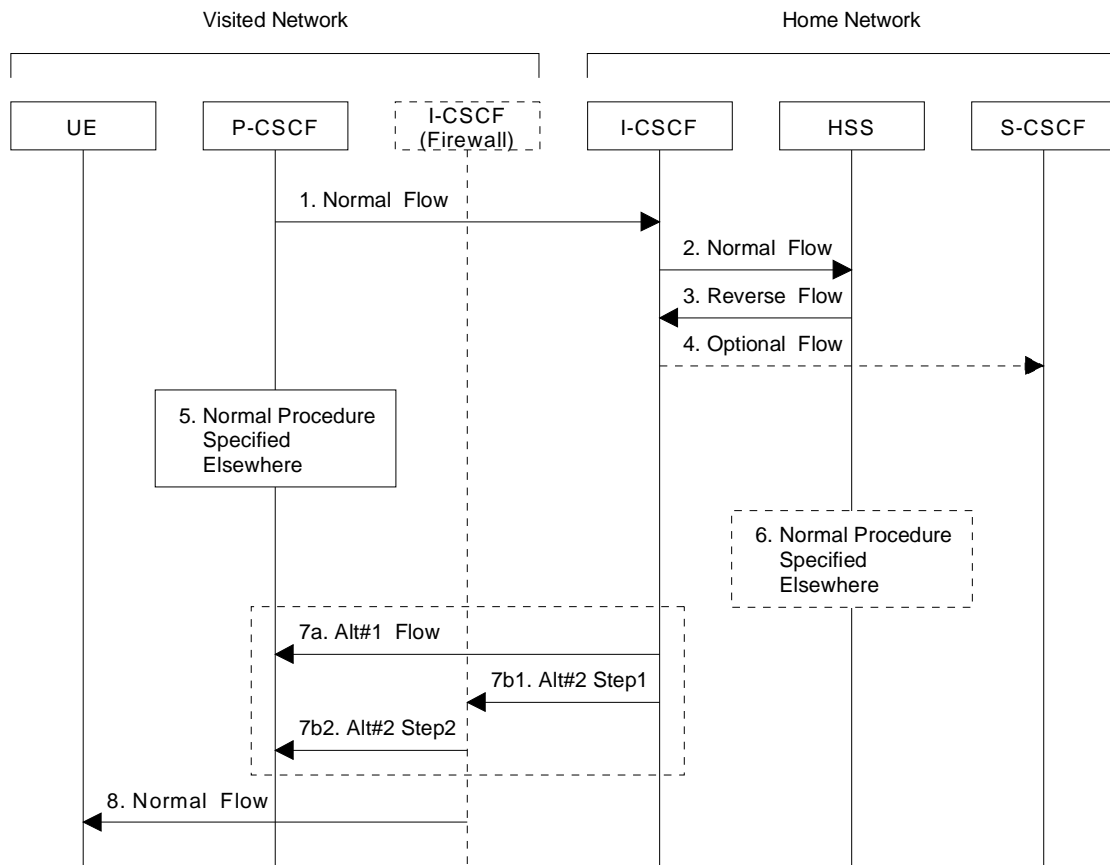 Visited Network
Home Network
UE
P-CSCF
I-CSCF
(Firewall)
I-CSCF
HSS
S-CSCF
1. Normal Flow
2. Normal Flow
3. Reverse Flow
4. Optional Flow
5. Normal Procedure
Specified
Elsewhere
6. Normal Procedure
Specified
Elsewhere
7a. Alt#1 Flow
7b1. Alt#2 Step1
7b2. Alt#2 Step2
8. Normal Flow